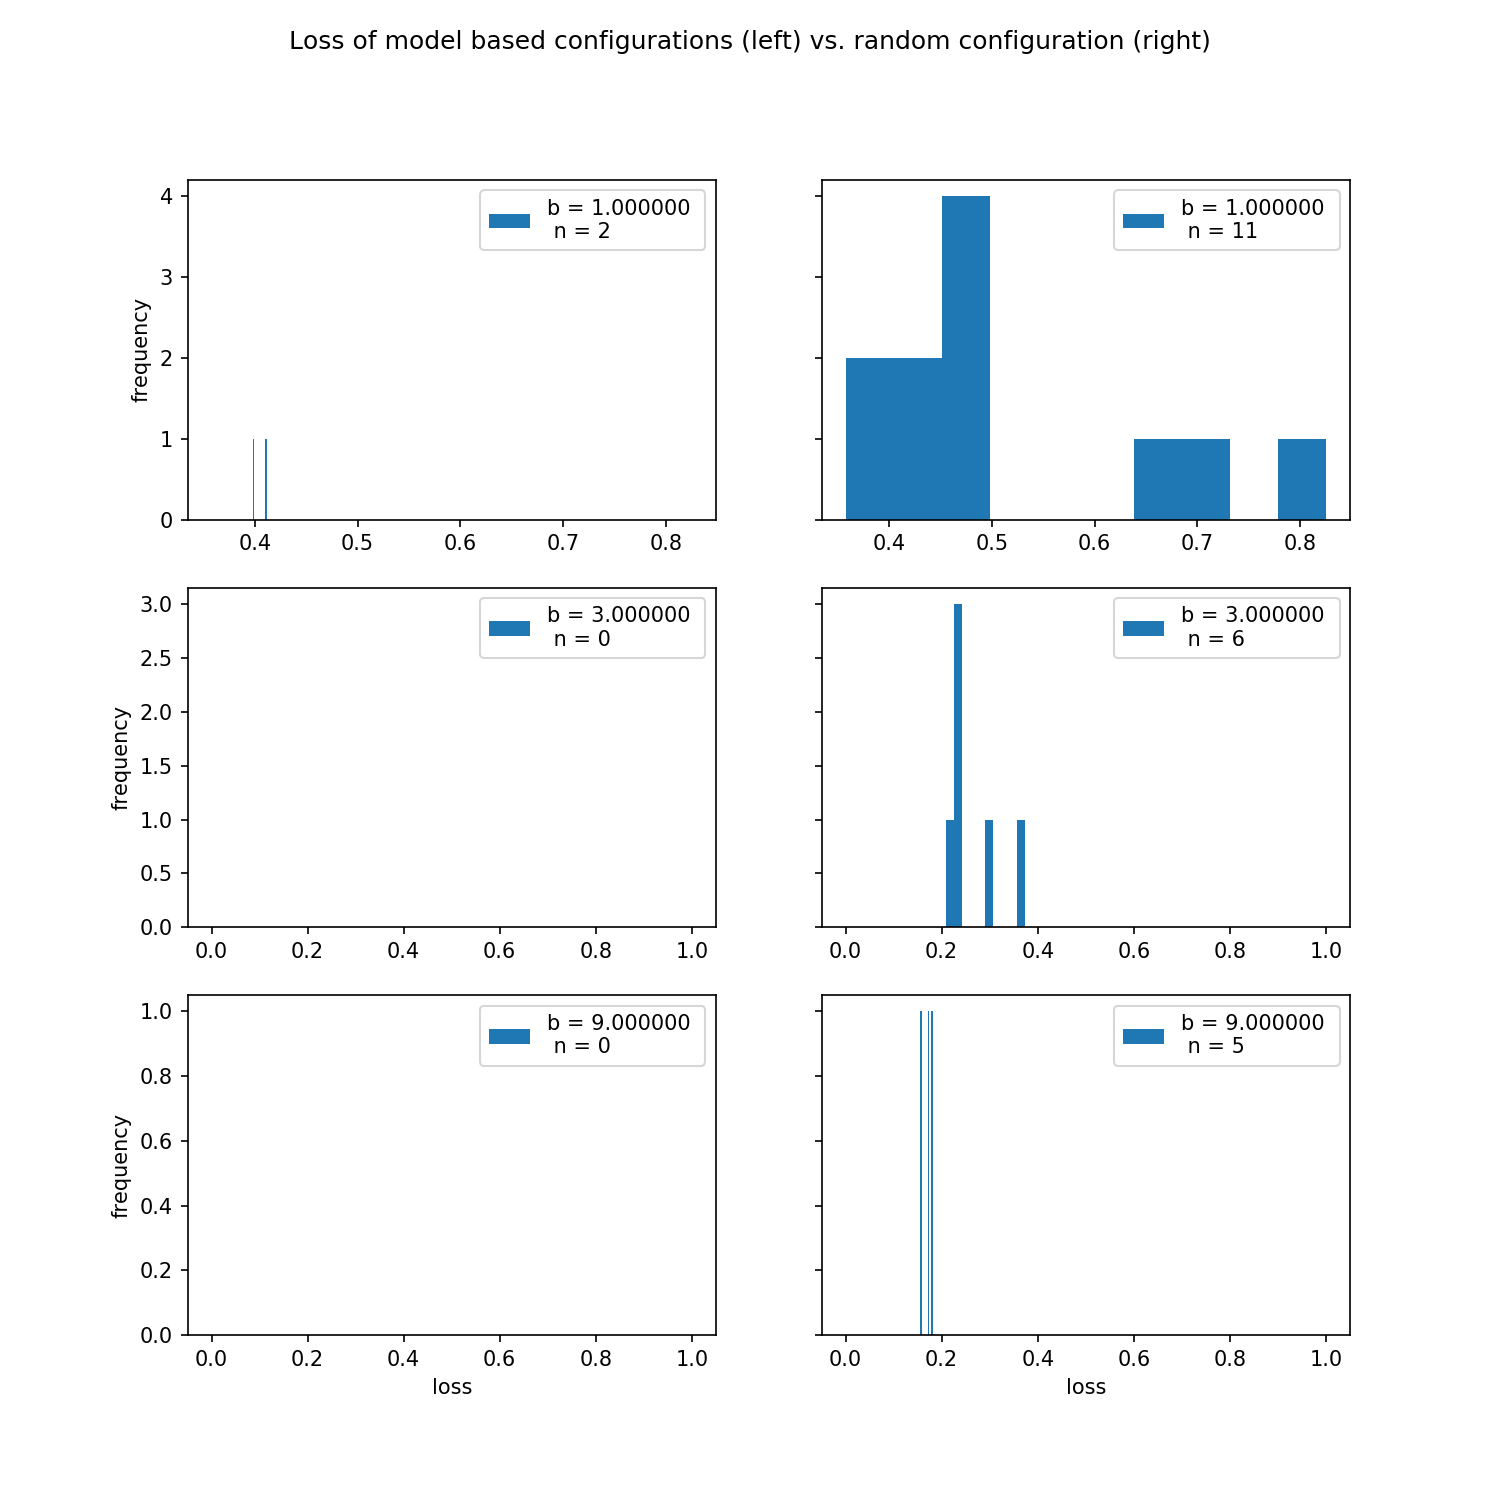 Loss of model based configurations (left) vs. random configuration (right)
b = 1.000000
n = 2
frequency
4
3
2
1
0
0.4 0.5 0.6 0.7 0.8
b = 1.000000
n = 11
0.4 0.5 0.6 0.7 0.8
b = 3.000000
n = 0
frequency
3.0
2.5
2.0
1.5
1.0
0.5
0.0
0.0 0.2 0.4 0.6 0.8 1.0
b = 3.000000
n = 6
0.0 0.2 0.4 0.6 0.8 1.0
b = 9.000000
n = 0
frequency
1.0
0.8
0.6
0.4
0.2
0.0
0.0 0.2 0.4 0.6 0.8 1.0
loss
b = 9.000000
n = 5
0.0 0.2 0.4 0.6 0.8 1.0
loss